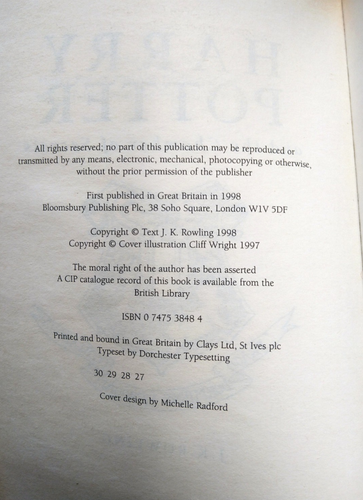 HARRY
POTTER
All rights reserved; no part of this publication may be reproduced or
transmitted by any means, electronic, mechanical, photocopying or otherwise,
without the prior permission of the publisher
First published in Great Britain in 1998
Bloomsbury Publishing Plc, 38 Soho Square, London W1V 5DF
Copyright © Text J. K. Rowling 1998
Copyright © Cover illustration Cliff Wright 1997
The moral right of the author has been asserted
A CIP catalogue record of this book is available from the
British Library
ISBN 0 7475 3848 4
Printed and bound in Great Britain by Clays Ltd, St Ives plc
Typeset by Dorchester Typesetting
30 29 28 27
Cover design by Michelle Radford